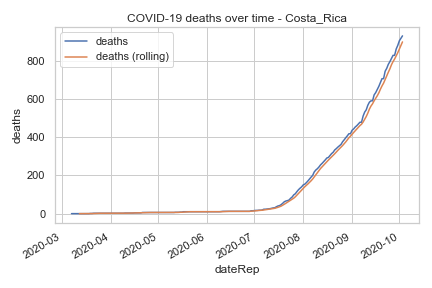 COVID-19 deaths over time - Costa_Rica
deaths
deaths (rolling)
800
600
400
200
0
deaths
2020-03
2020-04
2020-05
2020-06
2020-07
2020-08
2020-09
2020-10
dateRep